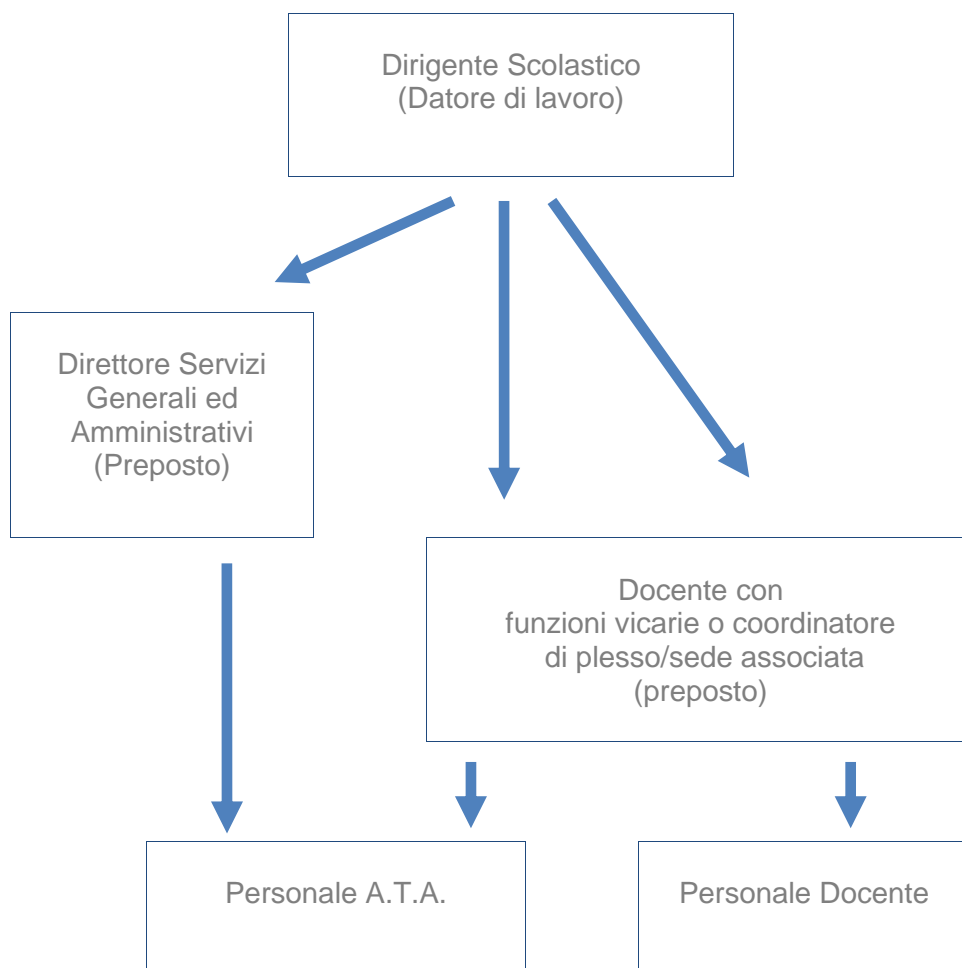 Dirigente Scolastico
(Datore di lavoro)
Direttore Servizi
Generali ed
Amministrativi
(Preposto)
Docente con
funzioni vicarie o coordinatore
di plesso/sede associata
(preposto)
Personale A.T.A.
Personale Docente